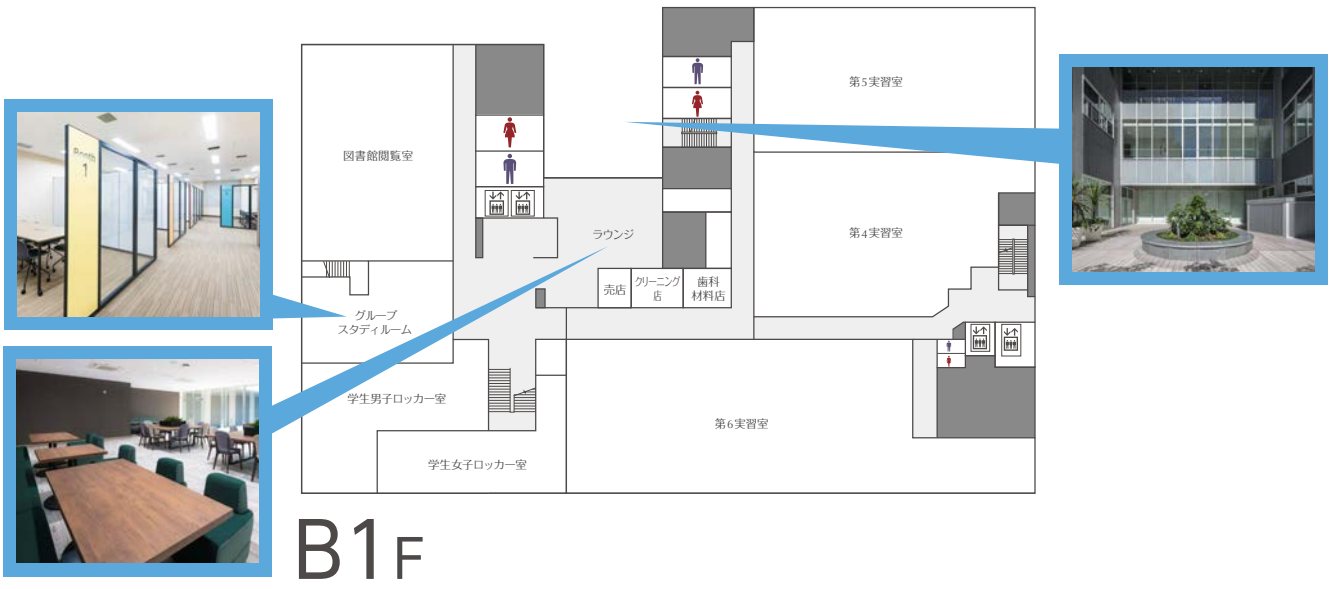 Booth
1
図書館閲覧室
グループ
スタディルーム
学生男子ロッカー室
学生女子ロッカー室
ラウンジ
売店
クリーニング
店
歯科
材料店
第5実習室
第4実習室
第6実習室
B1F